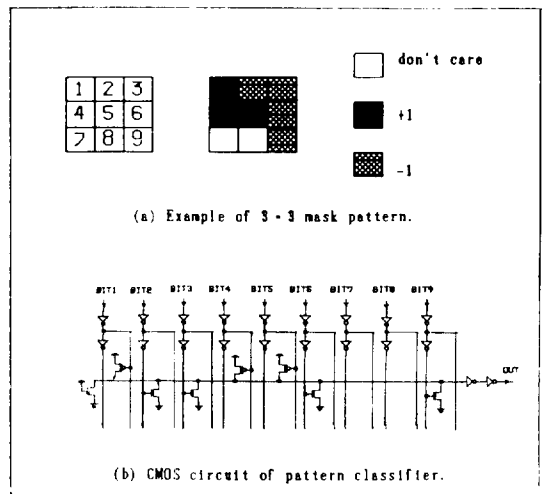 1 2 3
4 5 6
7 8 9
don't care
+1
-1
(a) Example of 3 * 3 mask pattern.
BIT1 BIT2 BIT3 BIT4 BIT5 BIT6 BIT7 BIT8 BIT9
OUT
(b) CMOS circuit of pattern classifier.